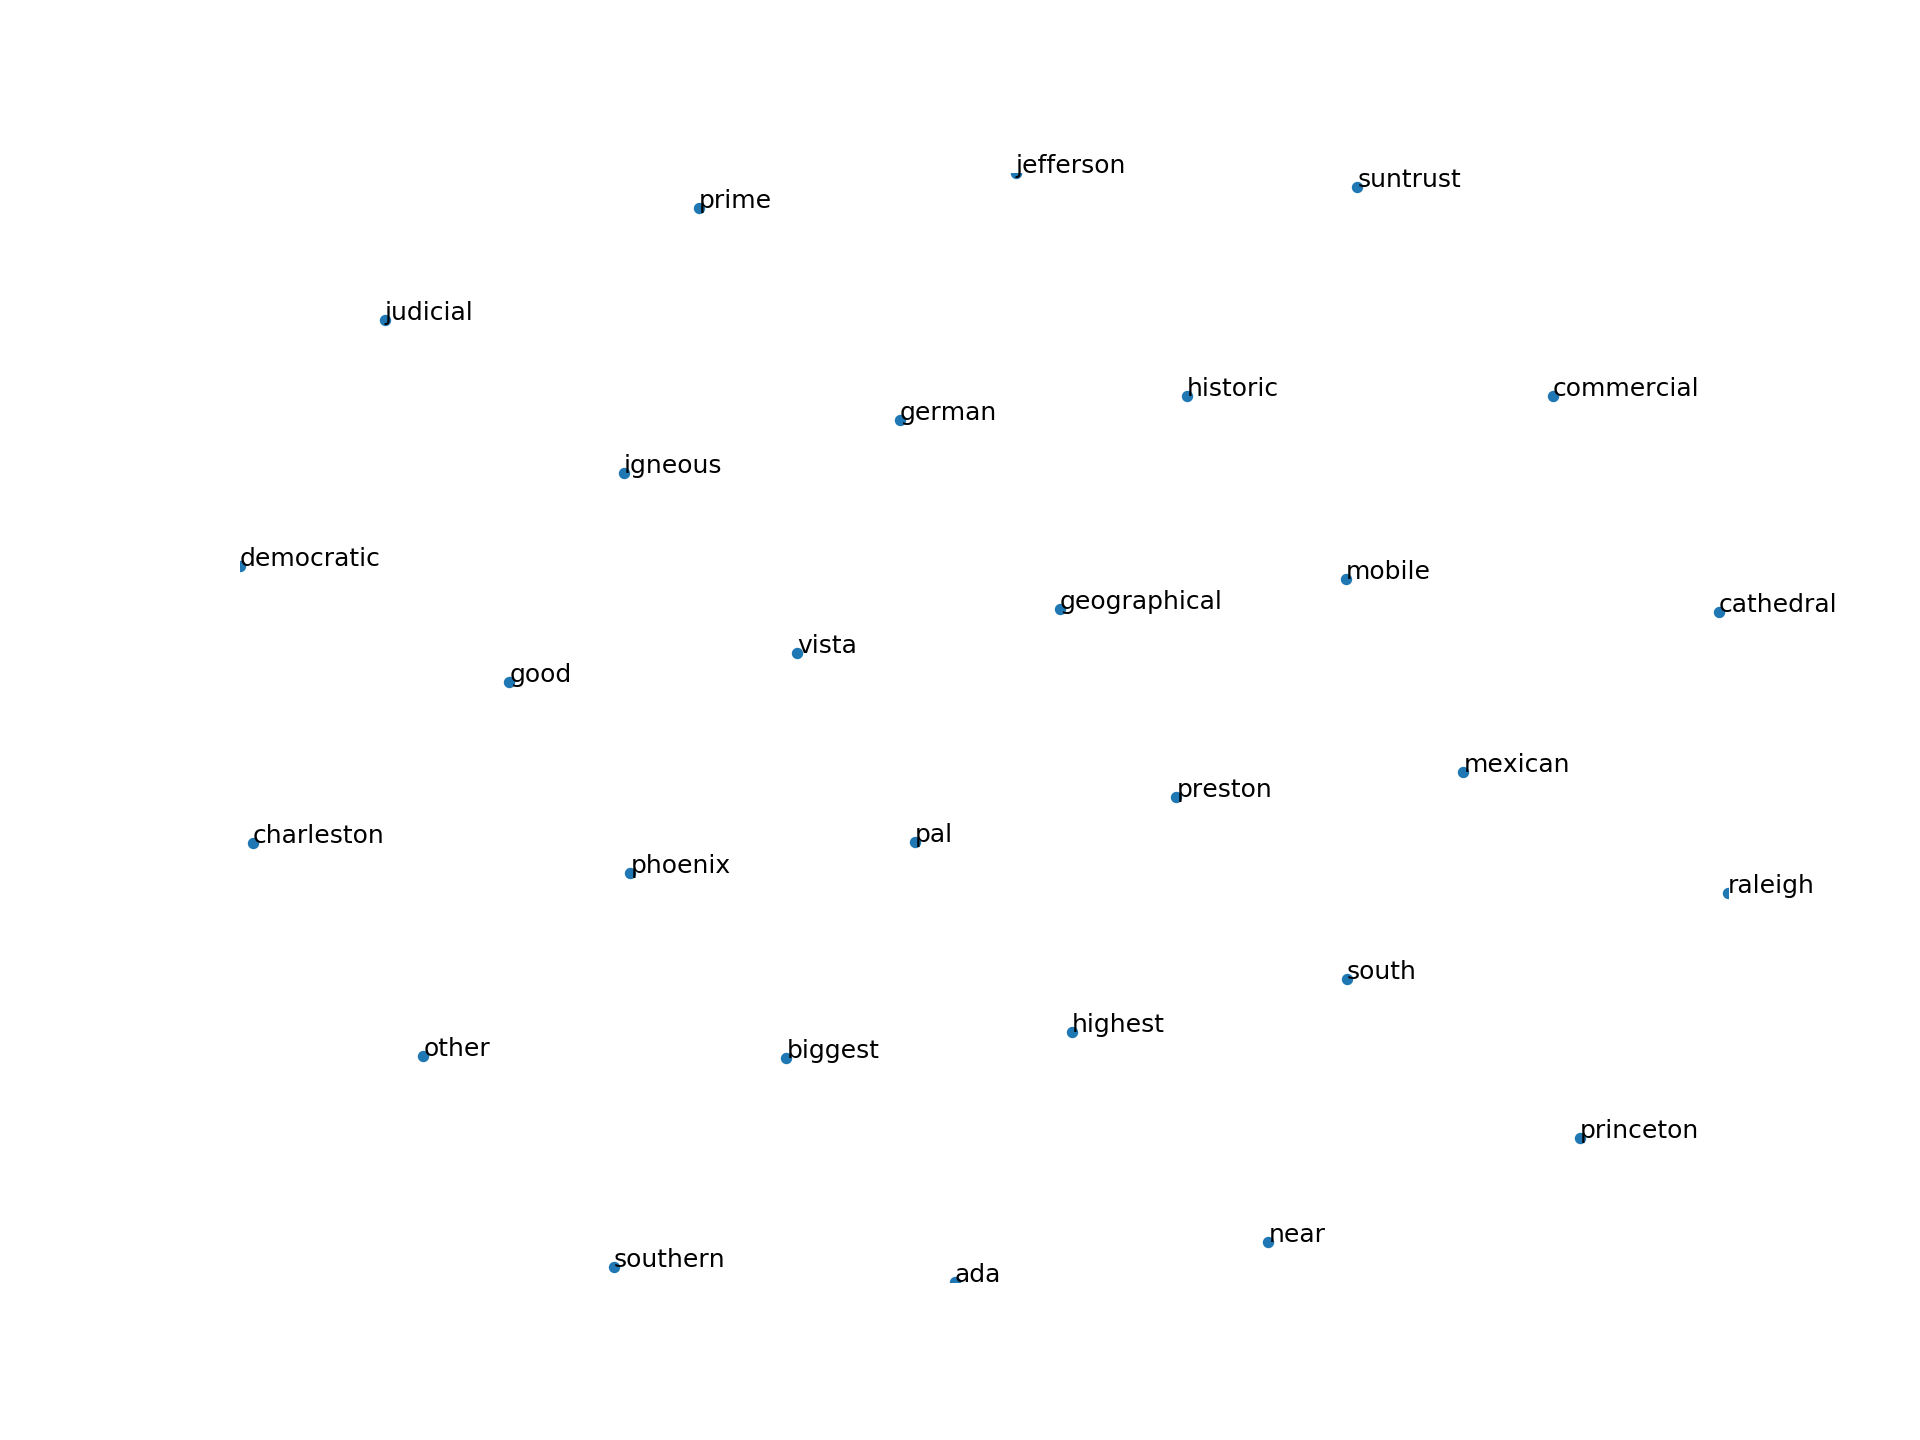 jefferson
suntrust
prime
judicial
historic
commercial
german
igneous
democratic
mobile
geographical
cathedral
vista
good
mexican
preston
pal
charleston
phoenix
raleigh
south
highest
other
biggest
princeton
near
southern
ada